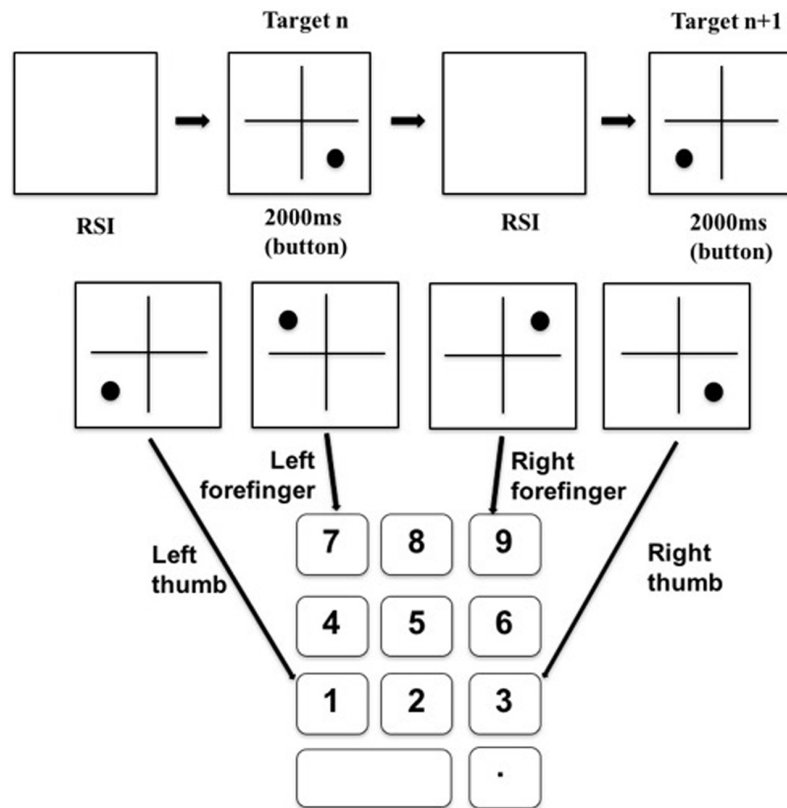 Target n
Target n+1
RSI
2000ms
(button)
RSI
2000ms
(button)
Left
forefinger
Right
forefinger
Left
thumb
Right
thumb
7 8 9
4 5 6
1 2 3
.